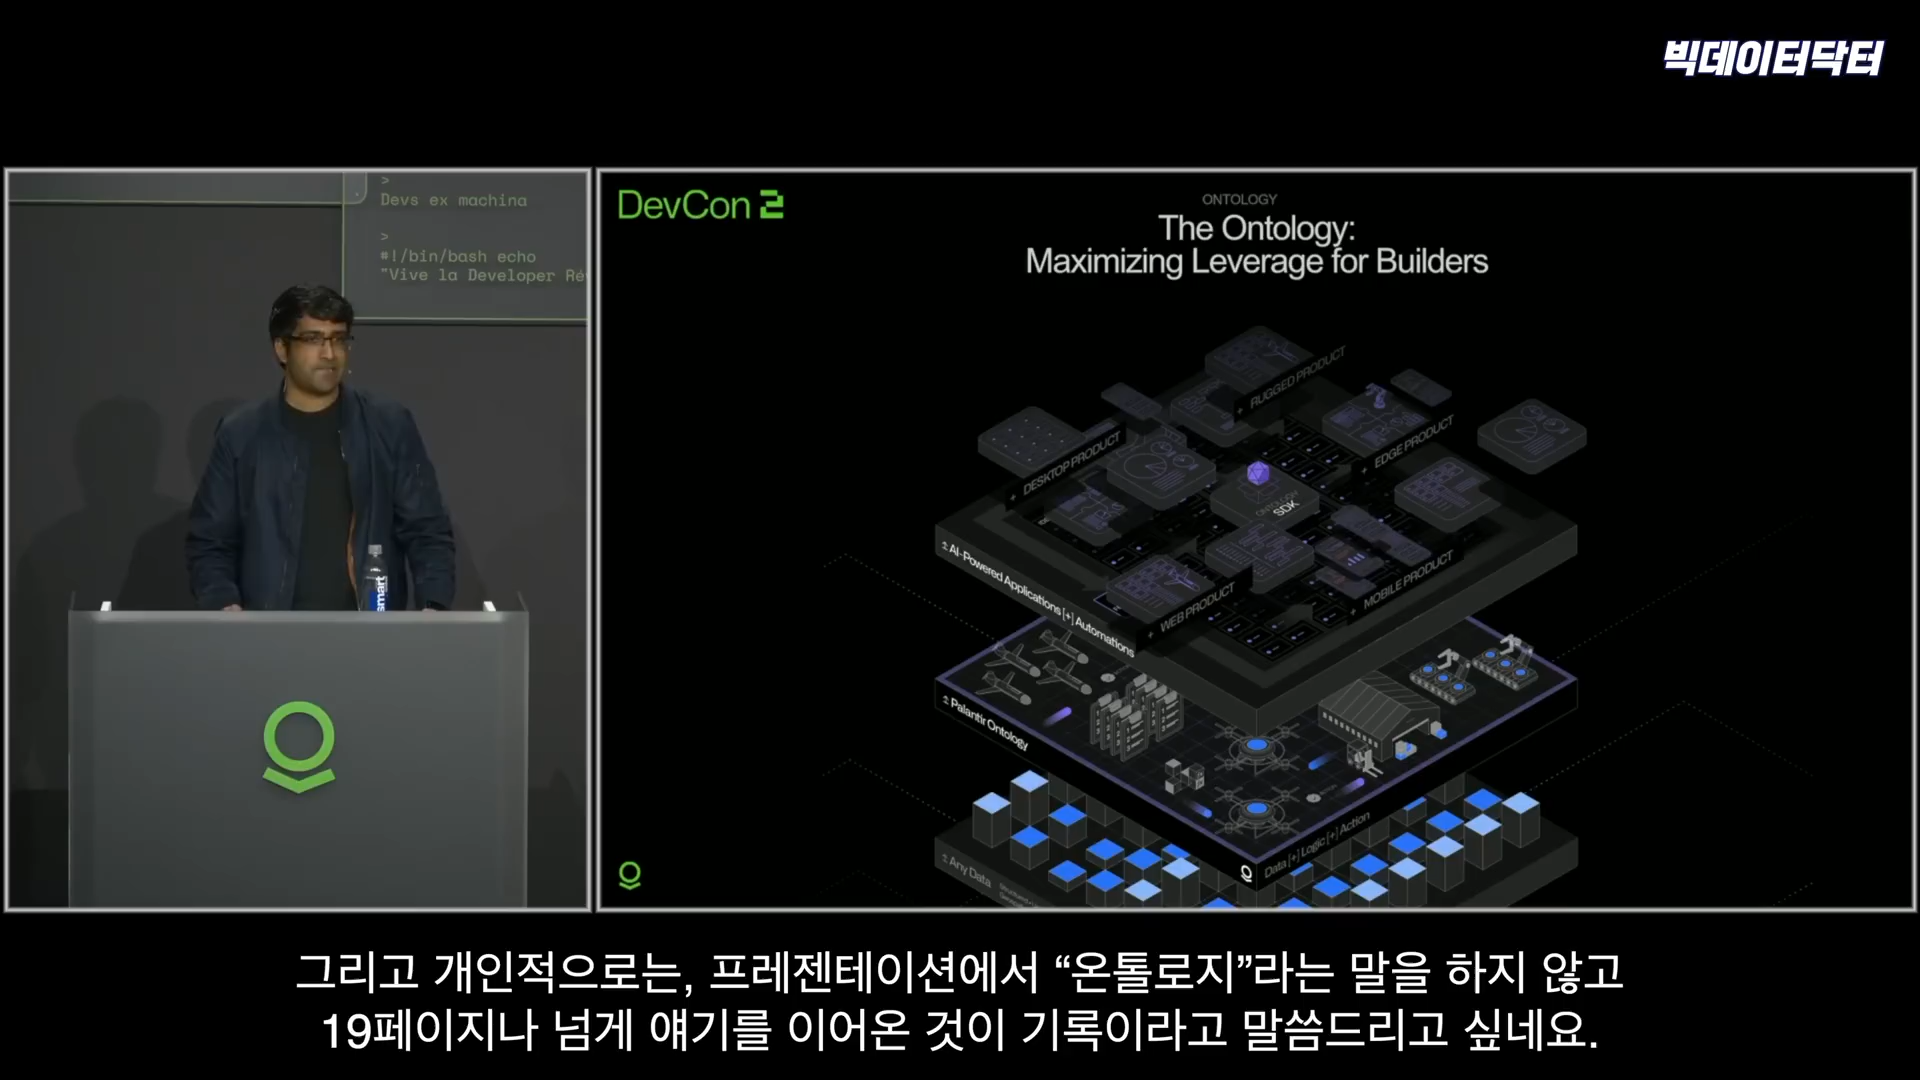 빅데이터닥터
>
Devs ex machina
>
#!/bin/bash echo
"Vive la Developer Ré
smart
DevCon 2
ONTOLOGY
The Ontology:
Maximizing Leverage for Builders
+ RUGGED PRODUCT
+ DESKTOP PRODUCT
+ EDGE PRODUCT
ONTOLOGY
SDK
AI-Powered Applications [+] Automations
+ WEB PRODUCT
+ MOBILE PRODUCT
Palantir Ontology
Data [+] Logic [+] Action
Any Data
그리고 개인적으로는, 프레젠테이션에서 “온톨로지”라는 말을 하지 않고
19페이지나 넘게 얘기를 이어온 것이 기록이라고 말씀드리고 싶네요.